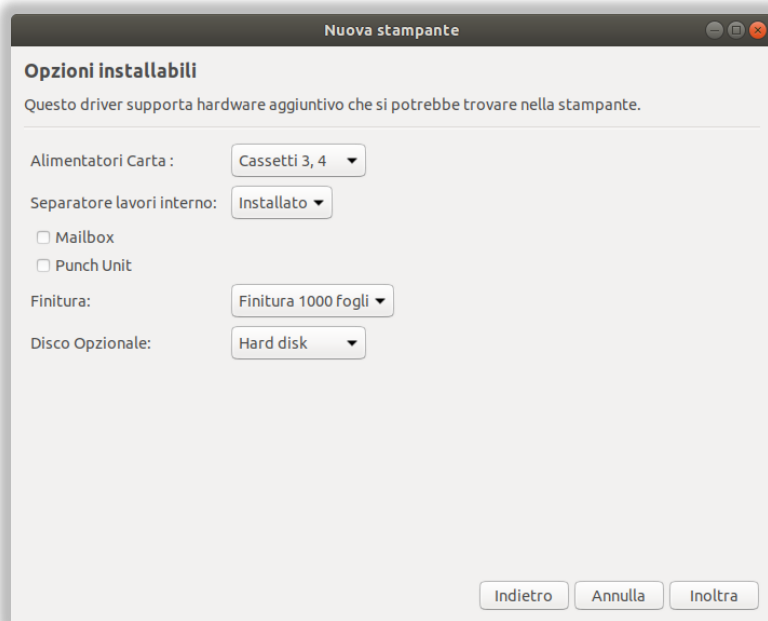 Nuova stampante
Opzioni installabili
Questo driver supporta hardware aggiuntivo che si potrebbe trovare nella stampante.
Alimentatori Carta : Cassetti 3, 4
Separatore lavori interno: Installato
Mailbox
Punch Unit
Finitura: Finitura 1000 fogli
Disco Opzionale: Hard disk
Indietro Annulla Inoltra